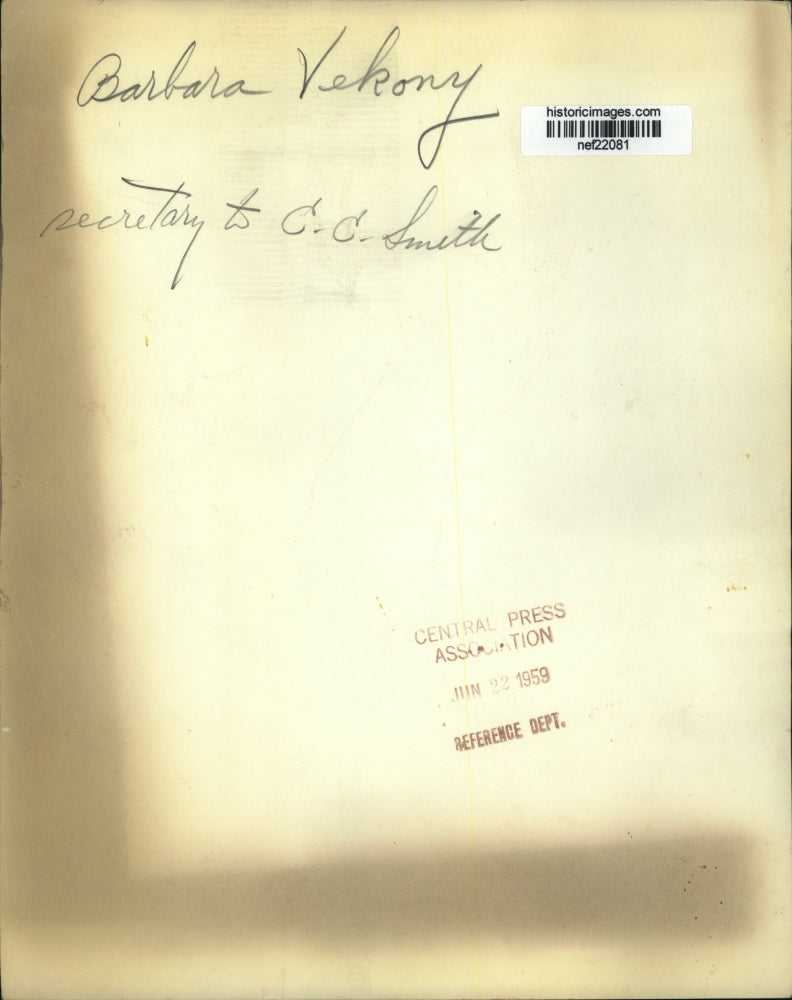 Barbara Vekony
historicimages.com
nef22081
secretary to C.C. Smith
CENTRAL PRESS
ASSOCIATION
JUN 22 1959
REFERENCE DEPT.